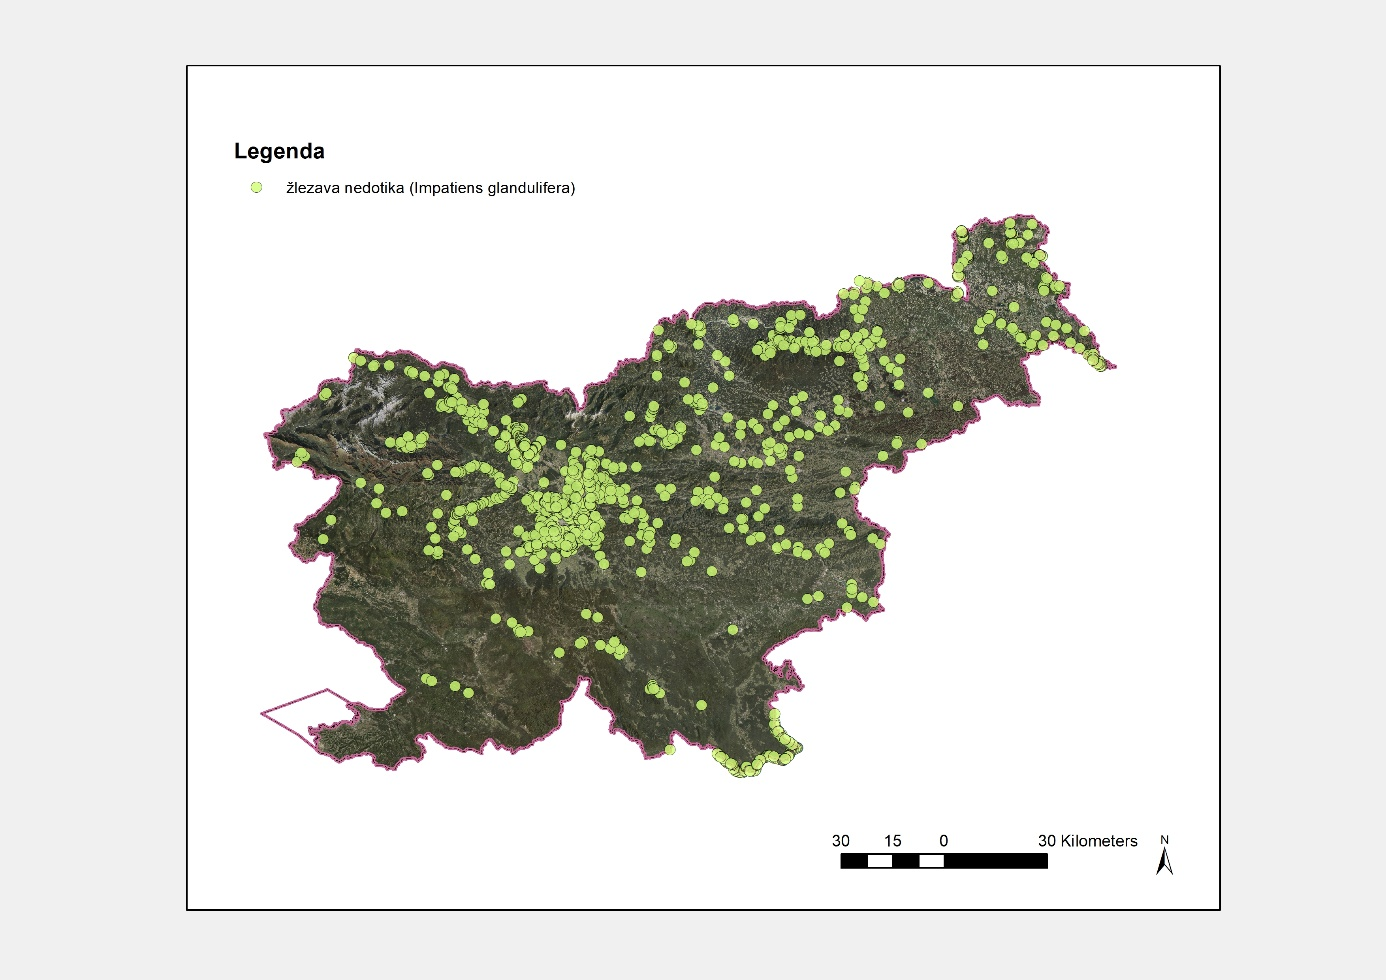 Legenda
žlezava nedotika (Impatiens glandulifera)
30 15 0 30 Kilometers
N